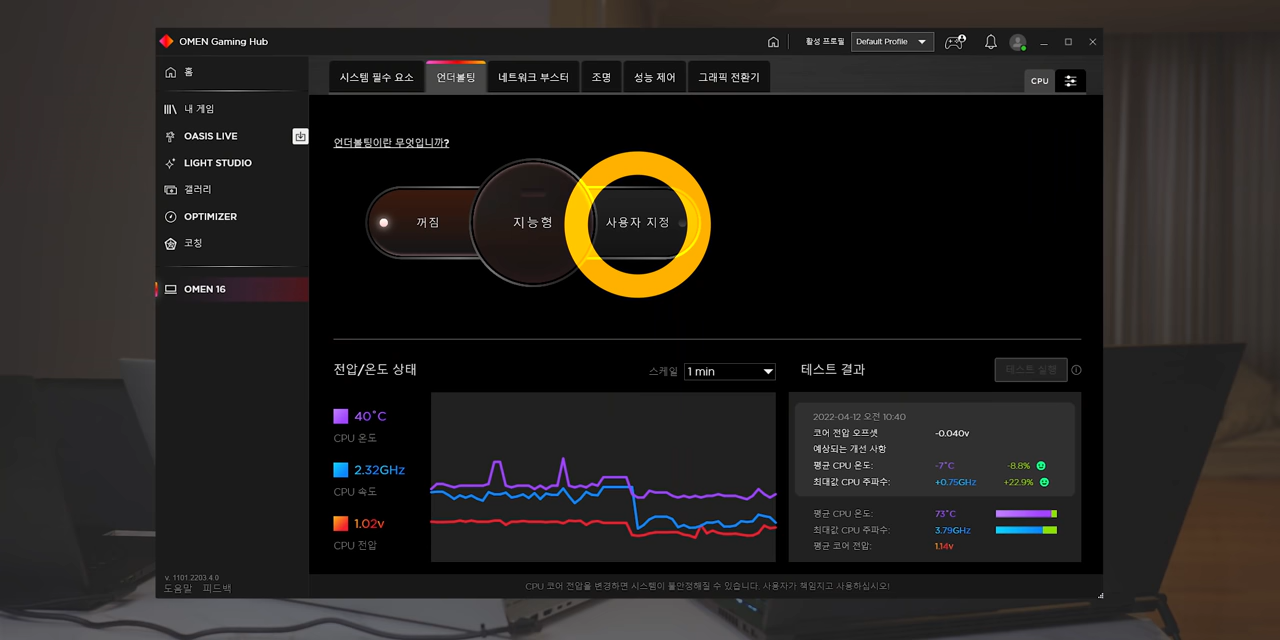 OMEN Gaming Hub
활성 프로필
Default Profile
홈
내 게임
OASIS LIVE
LIGHT STUDIO
갤러리
OPTIMIZER
코칭
OMEN 16
v. 1101.2203.4.0
도움말 피드백
시스템 필수 요소
언더볼팅
네트워크 부스터
조명
성능 제어
그래픽 전환기
CPU
언더볼팅이란 무엇입니까?
꺼짐
지능형
사용자 지정
전압/온도 상태
스케일
1 min
40°C
CPU 온도
2.32GHz
CPU 속도
1.02v
CPU 전압
테스트 결과
테스트 실행
2022-04-12 오전 10:40
코어 전압 오프셋 -0.040v
예상되는 개선 사항
평균 CPU 온도: -7°C -8.8%
최대값 CPU 주파수: +0.75GHz +22.9%
평균 CPU 온도: 73°C
최대값 CPU 주파수: 3.79GHz
평균 코어 전압: 1.14v
CPU 코어 전압을 변경하면 시스템이 불안정해질 수 있습니다. 사용자가 책임지고 사용하십시오!